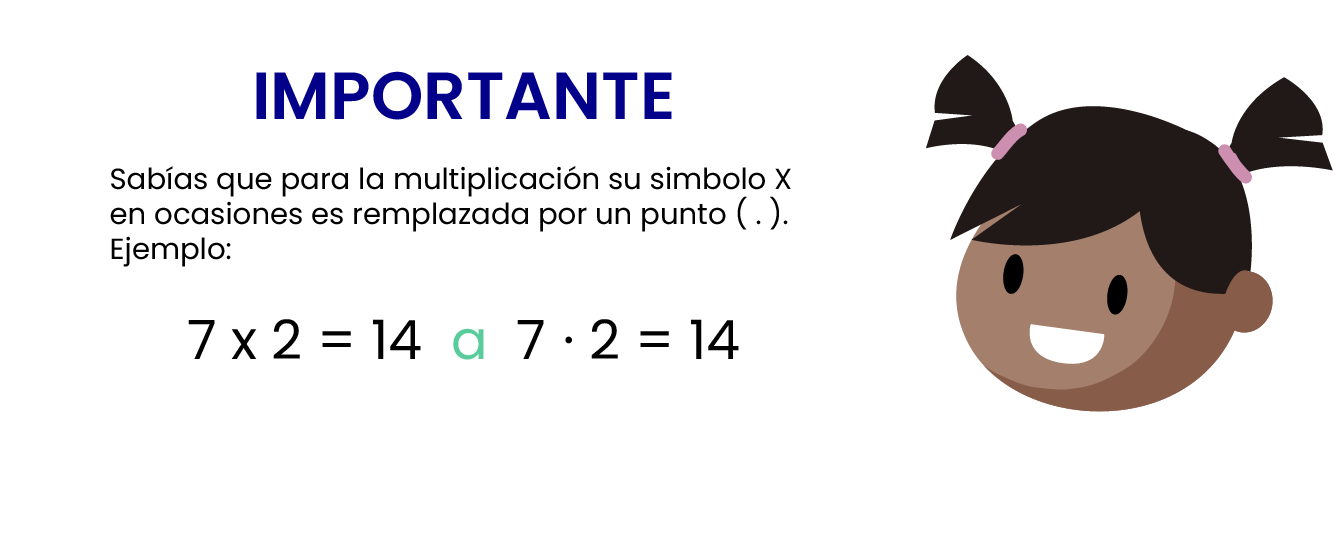 IMPORTANTE
Sabías que para la multiplicación su simbolo X
en ocasiones es remplazada por un punto ( . ).
Ejemplo:
7 x 2 = 14 a 7 · 2 = 14